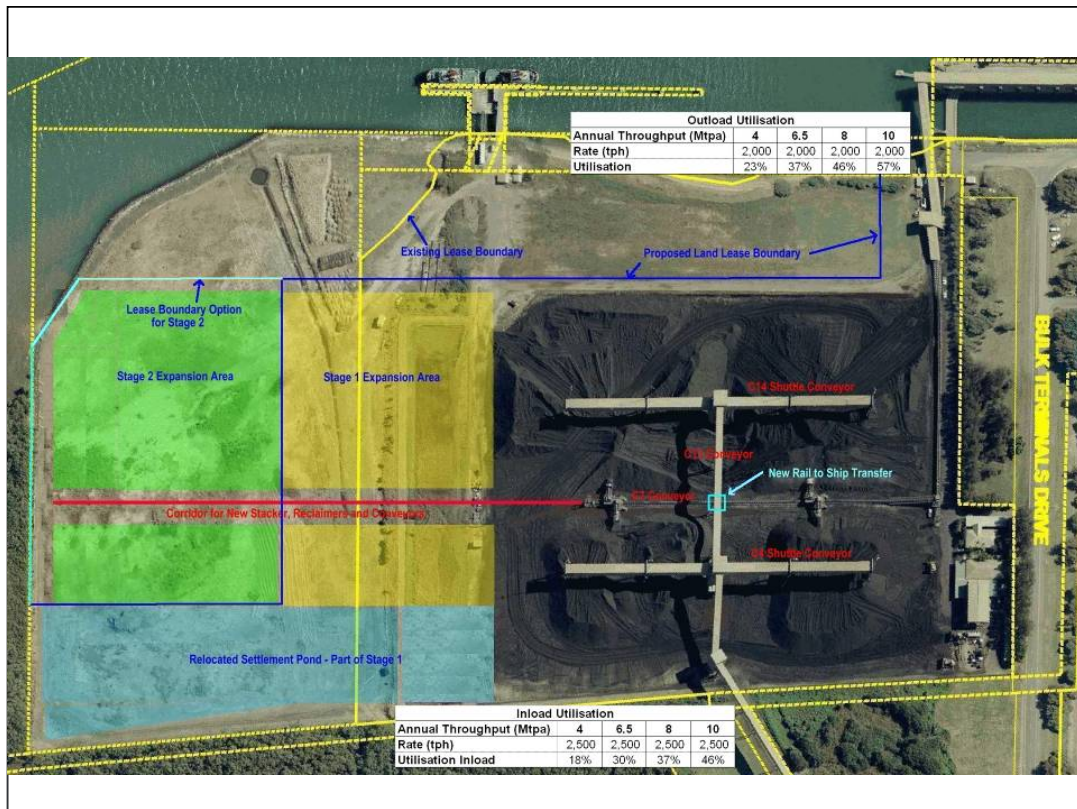 Outload Utilisation
Annual Throughput (Mtpa) 4 6.5 8 10
Rate (tph) 2,000 2,000 2,000 2,000
Utilisation 23% 37% 46% 57%
Existing Lease Boundary
Proposed Land Lease Boundary
Lease Boundary Option
for Stage 2
Stage 2 Expansion Area
Stage 1 Expansion Area
BULK TERMINALS DRIVE
C14 Shuttle Conveyor
Conveyor
New Rail to Ship Transfer
Conveyor
Corridor for New Stacker, Reclaimers and Conveyors
Shuttle Conveyor
Relocated Settlement Pond - Part of Stage 1
Inload Utilisation
Annual Throughput (Mtpa) 4 6.5 8 10
Rate (tph) 2,500 2,500 2,500 2,500
Utilisation Inload 18% 30% 37% 46%